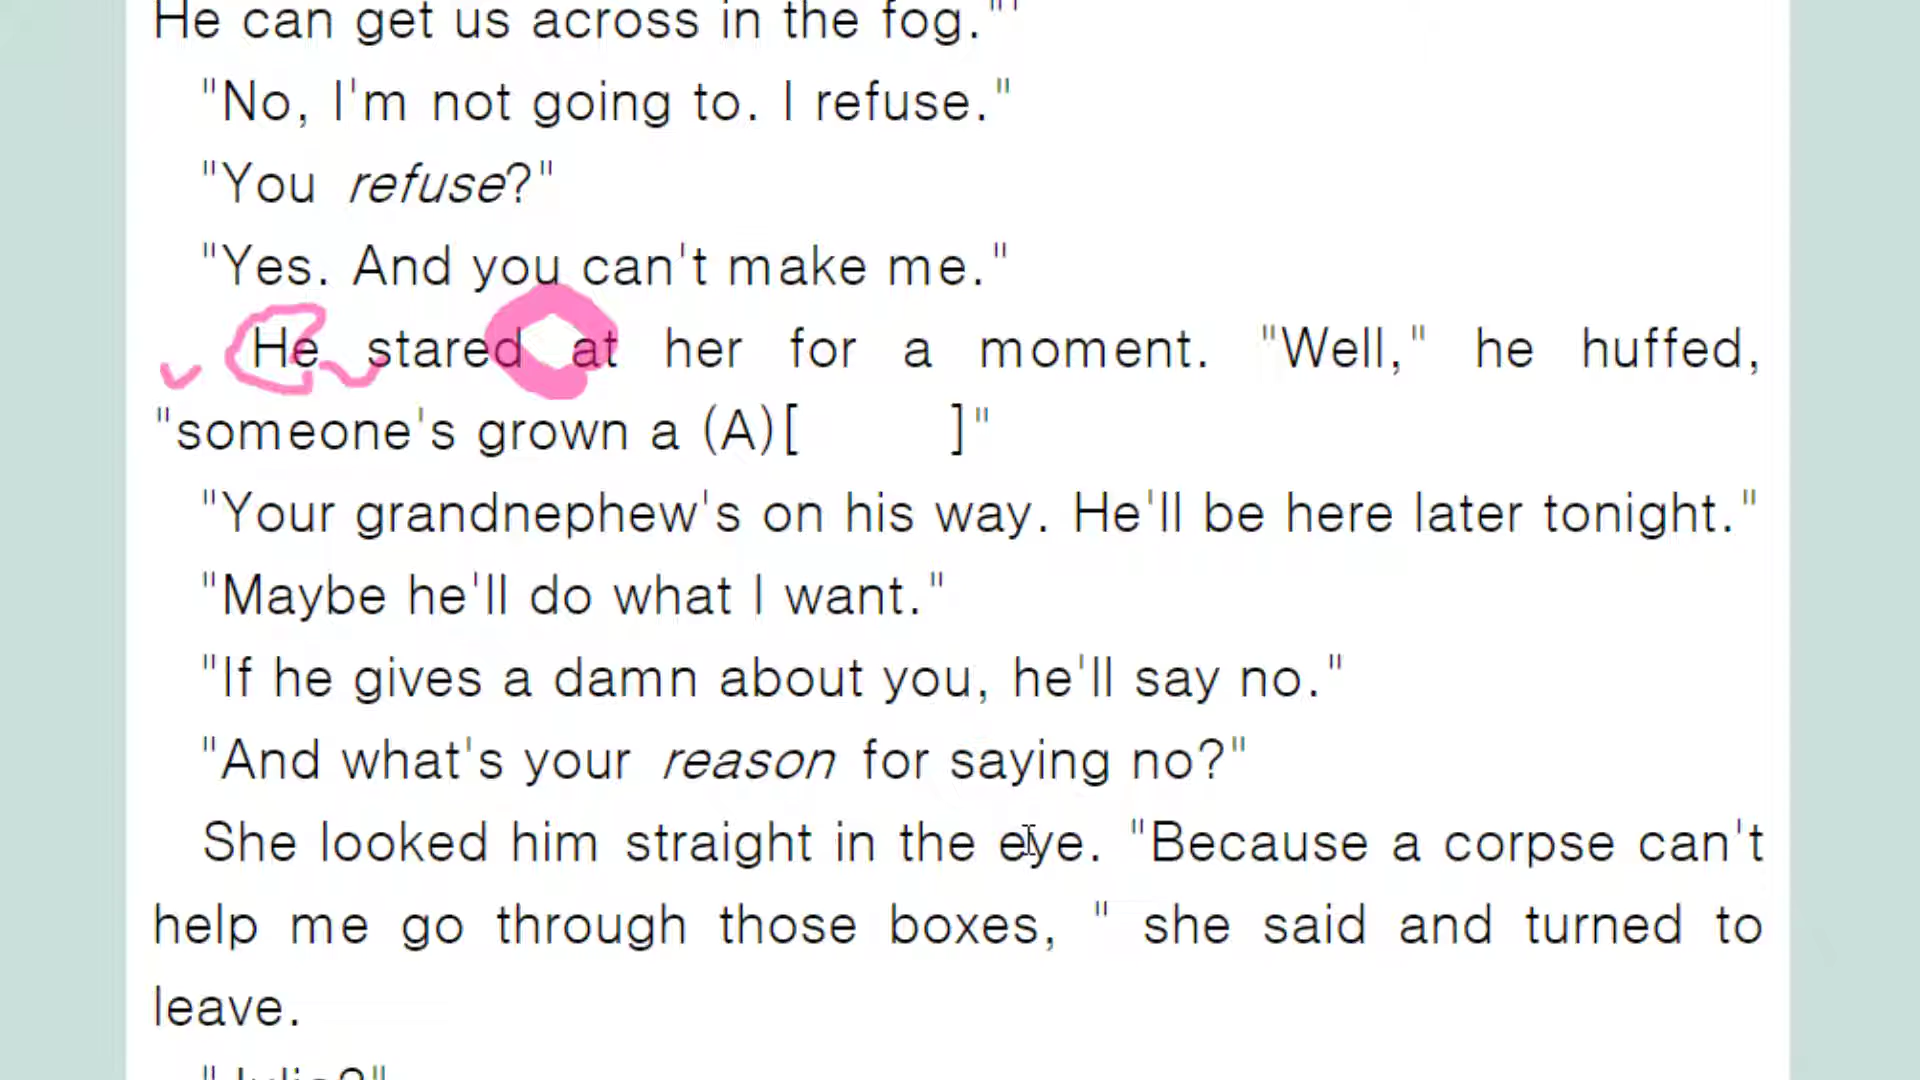 He can get us across in the fog."'
"No, I'm not going to. I refuse."
"You refuse?"
"Yes. And you can't make me."
He stared at her for a moment. "Well," he huffed,
"someone's grown a (A)[ ]"
"Your grandnephew's on his way. He'll be here later tonight."
"Maybe he'll do what I want."
"If he gives a damn about you, he'll say no."
"And what's your reason for saying no?"
She looked him straight in the eye. "Because a corpse can't
help me go through those boxes, " she said and turned to
leave.
"Julia?"